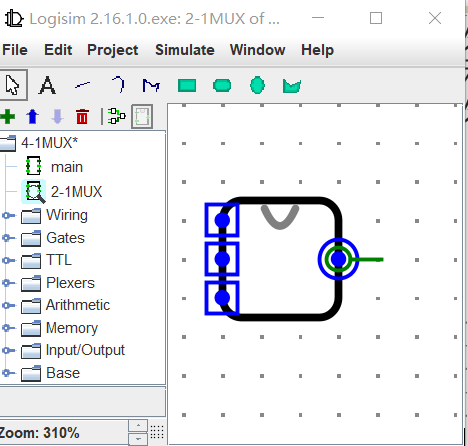 Logisim 2.16.1.0.exe: 2-1MUX of
File Edit Project Simulate Window Help
4-1MUX*
main
2-1MUX
Wiring
Gates
TTL
Plexers
Arithmetic
Memory
Input/Output
Base
Zoom: 310%